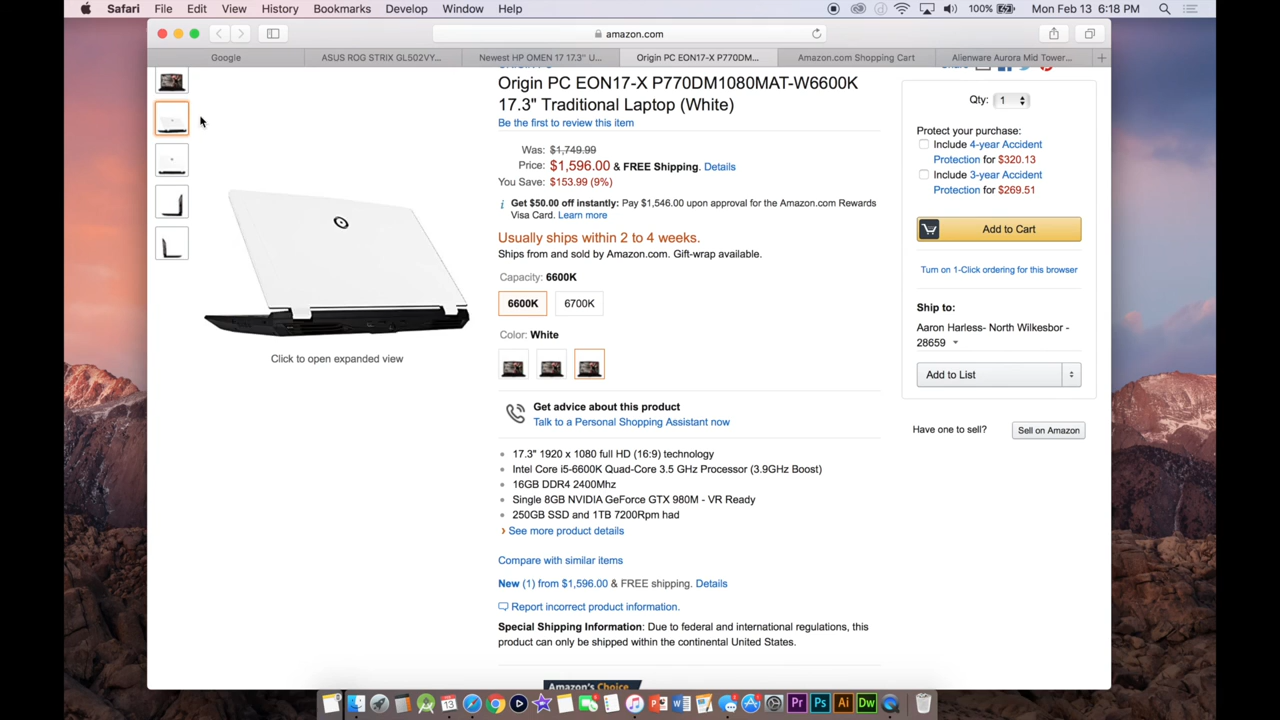 Safari File Edit View History Bookmarks Develop Window Help 100% Mon Feb 13 6:18 PM
amazon.com
Google ASUS ROG STRIX GL502VY... Newest HP OMEN 17 17.3" U... Origin PC EON17-X P770DM... Amazon.com Shopping Cart Alienware Aurora Mid Tower...
Origin PC EON17-X P770DM1080MAT-W6600K
17.3" Traditional Laptop (White)
Be the first to review this item
Was: $1,749.99
Price: $1,596.00 & FREE Shipping. Details
You Save: $153.99 (9%)
Get $50.00 off instantly: Pay $1,546.00 upon approval for the Amazon.com Rewards
Visa Card. Learn more
Usually ships within 2 to 4 weeks.
Ships from and sold by Amazon.com. Gift-wrap available.
Capacity: 6600K
6600K 6700K
Color: White
Click to open expanded view
Get advice about this product
Talk to a Personal Shopping Assistant now
17.3" 1920 x 1080 full HD (16:9) technology
Intel Core i5-6600K Quad-Core 3.5 GHz Processor (3.9GHz Boost)
16GB DDR4 2400Mhz
Single 8GB NVIDIA GeForce GTX 980M - VR Ready
250GB SSD and 1TB 7200Rpm had
› See more product details
Compare with similar items
New (1) from $1,596.00 & FREE shipping. Details
Report incorrect product information.
Special Shipping Information: Due to federal and international regulations, this
product can only be shipped within the continental United States.
Amazon's Choice
Qty: 1
Protect your purchase:
Include 4-year Accident
Protection for $320.13
Include 3-year Accident
Protection for $269.51
Add to Cart
Turn on 1-Click ordering for this browser
Ship to:
Aaron Harless- North Wilkesbor -
28659
Add to List
Have one to sell? Sell on Amazon
13 Pr Ps Ai Dw